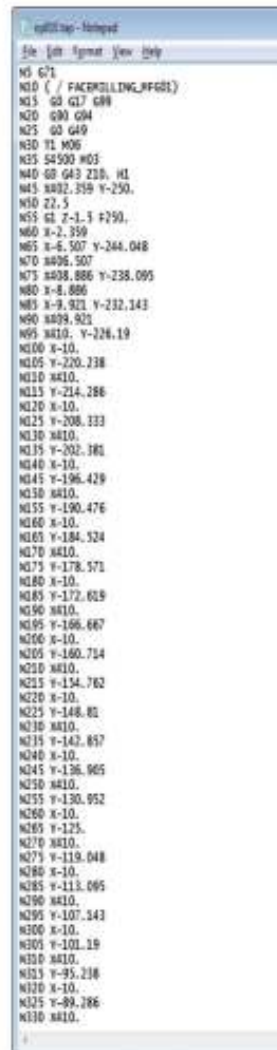 op010.tap - Notepad
File Edit Format View Help
N5 G71
N10 ( / FACEMILLING_MFG01)
N15 G0 G17 G99
N20 G90 G94
N25 G0 G49
N30 T1 M06
N35 S4500 M03
N40 G0 G43 Z10. H1
N45 X402.359 Y-250.
N50 Z2.5
N55 G1 Z-1.5 F250.
N60 X-2.359
N65 X-6.507 Y-244.048
N70 X406.507
N75 X408.886 Y-238.095
N80 X-8.886
N85 X-9.921 Y-232.143
N90 X409.921
N95 X410. Y-226.19
N100 X-10.
N105 Y-220.238
N110 X410.
N115 Y-214.286
N120 X-10.
N125 Y-208.333
N130 X410.
N135 Y-202.381
N140 X-10.
N145 Y-196.429
N150 X410.
N155 Y-190.476
N160 X-10.
N165 Y-184.524
N170 X410.
N175 Y-178.571
N180 X-10.
N185 Y-172.619
N190 X410.
N195 Y-166.667
N200 X-10.
N205 Y-160.714
N210 X410.
N215 Y-154.762
N220 X-10.
N225 Y-148.81
N230 X410.
N235 Y-142.857
N240 X-10.
N245 Y-136.905
N250 X410.
N255 Y-130.952
N260 X-10.
N265 Y-125.
N270 X410.
N275 Y-119.048
N280 X-10.
N285 Y-113.095
N290 X410.
N295 Y-107.143
N300 X-10.
N305 Y-101.19
N310 X410.
N315 Y-95.238
N320 X-10.
N325 Y-89.286
N330 X410.